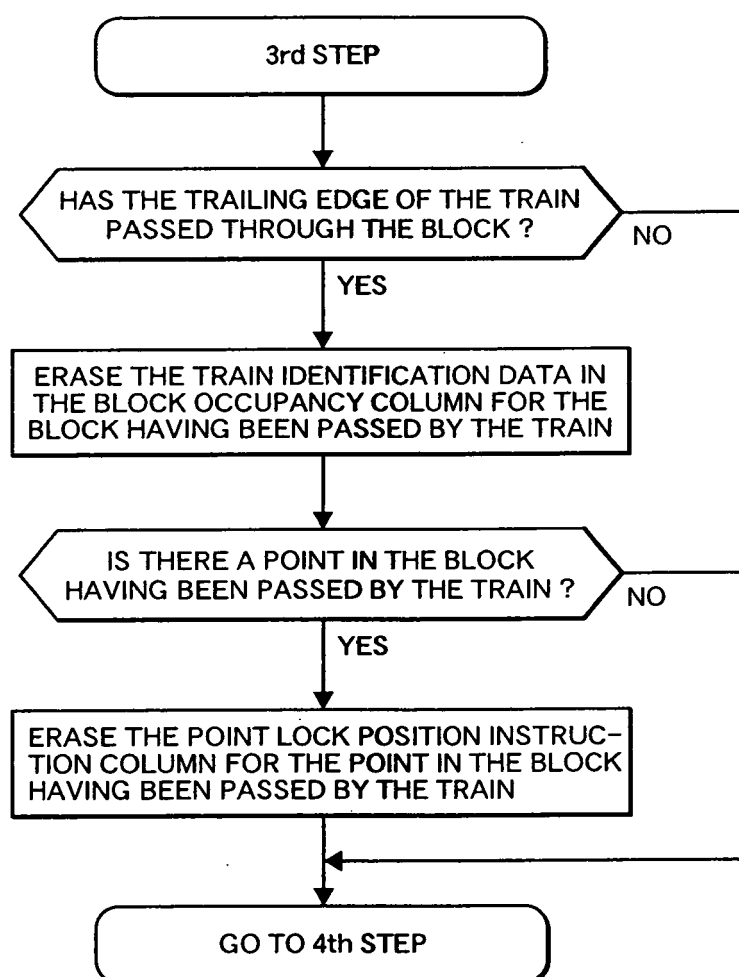 3rd STEP
HAS THE TRAILING EDGE OF THE TRAIN
PASSED THROUGH THE BLOCK ?
NO
YES
ERASE THE TRAIN IDENTIFICATION DATA IN
THE BLOCK OCCUPANCY COLUMN FOR THE
BLOCK HAVING BEEN PASSED BY THE TRAIN
IS THERE A POINT IN THE BLOCK
HAVING BEEN PASSED BY THE TRAIN ?
NO
YES
ERASE THE POINT LOCK POSITION INSTRUC-
TION COLUMN FOR THE POINT IN THE BLOCK
HAVING BEEN PASSED BY THE TRAIN
GO TO 4th STEP